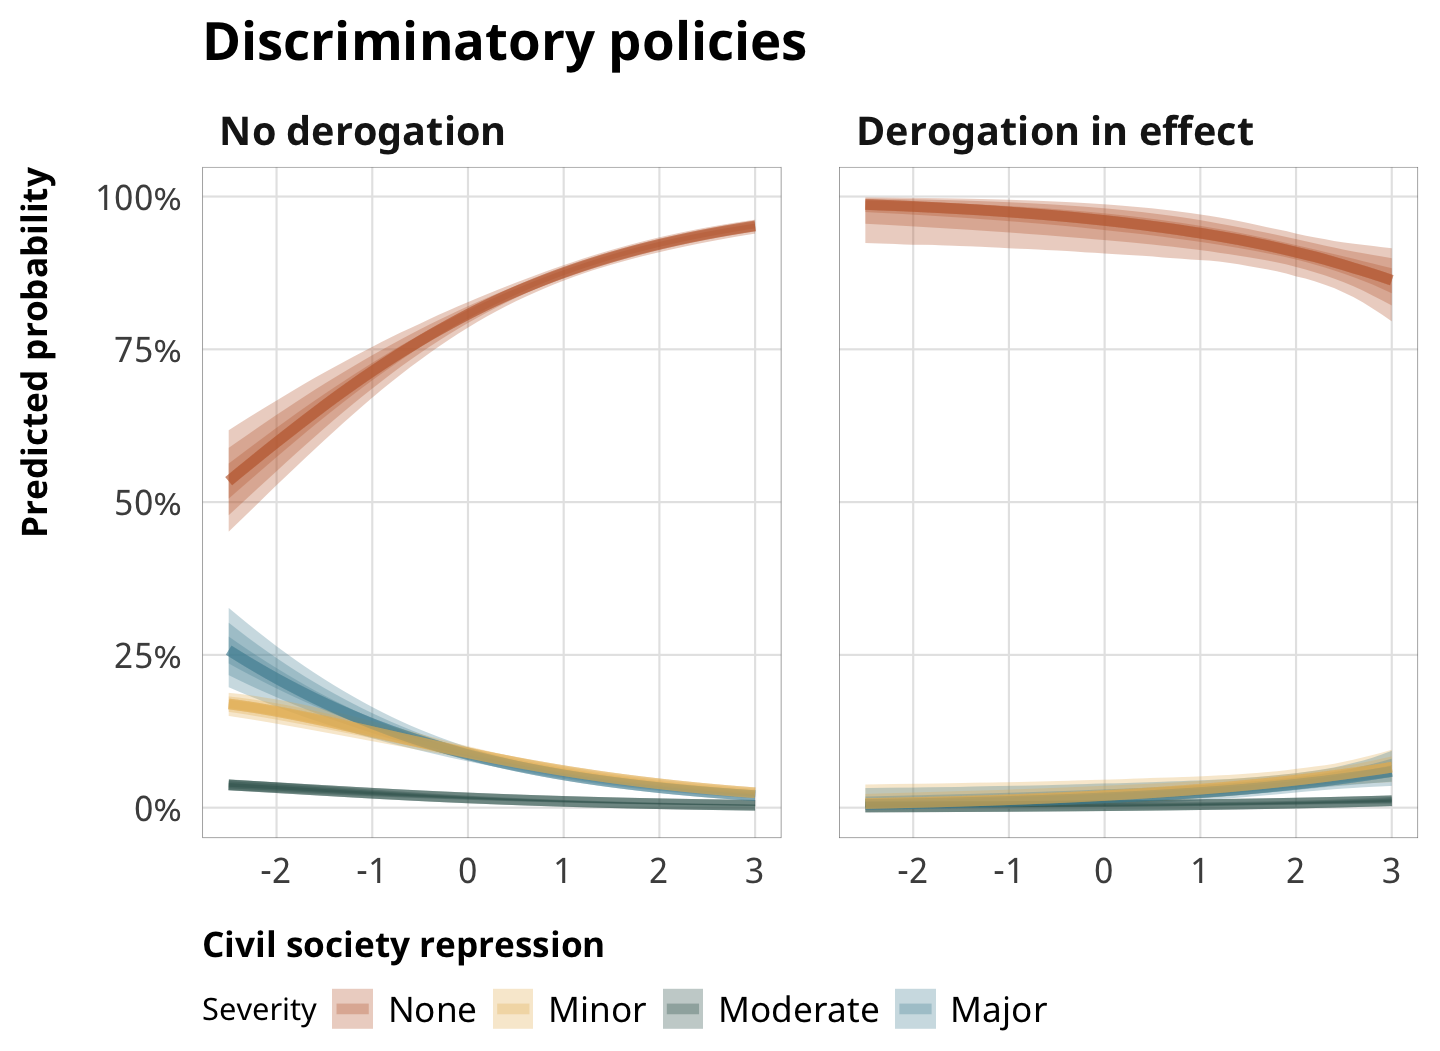 Discriminatory policies
No derogation
Derogation in effect
Predicted probability
100%
75%
50%
25%
0%
-2 -1 0 1 2 3
-2 -1 0 1 2 3
Civil society repression
Severity None Minor Moderate Major